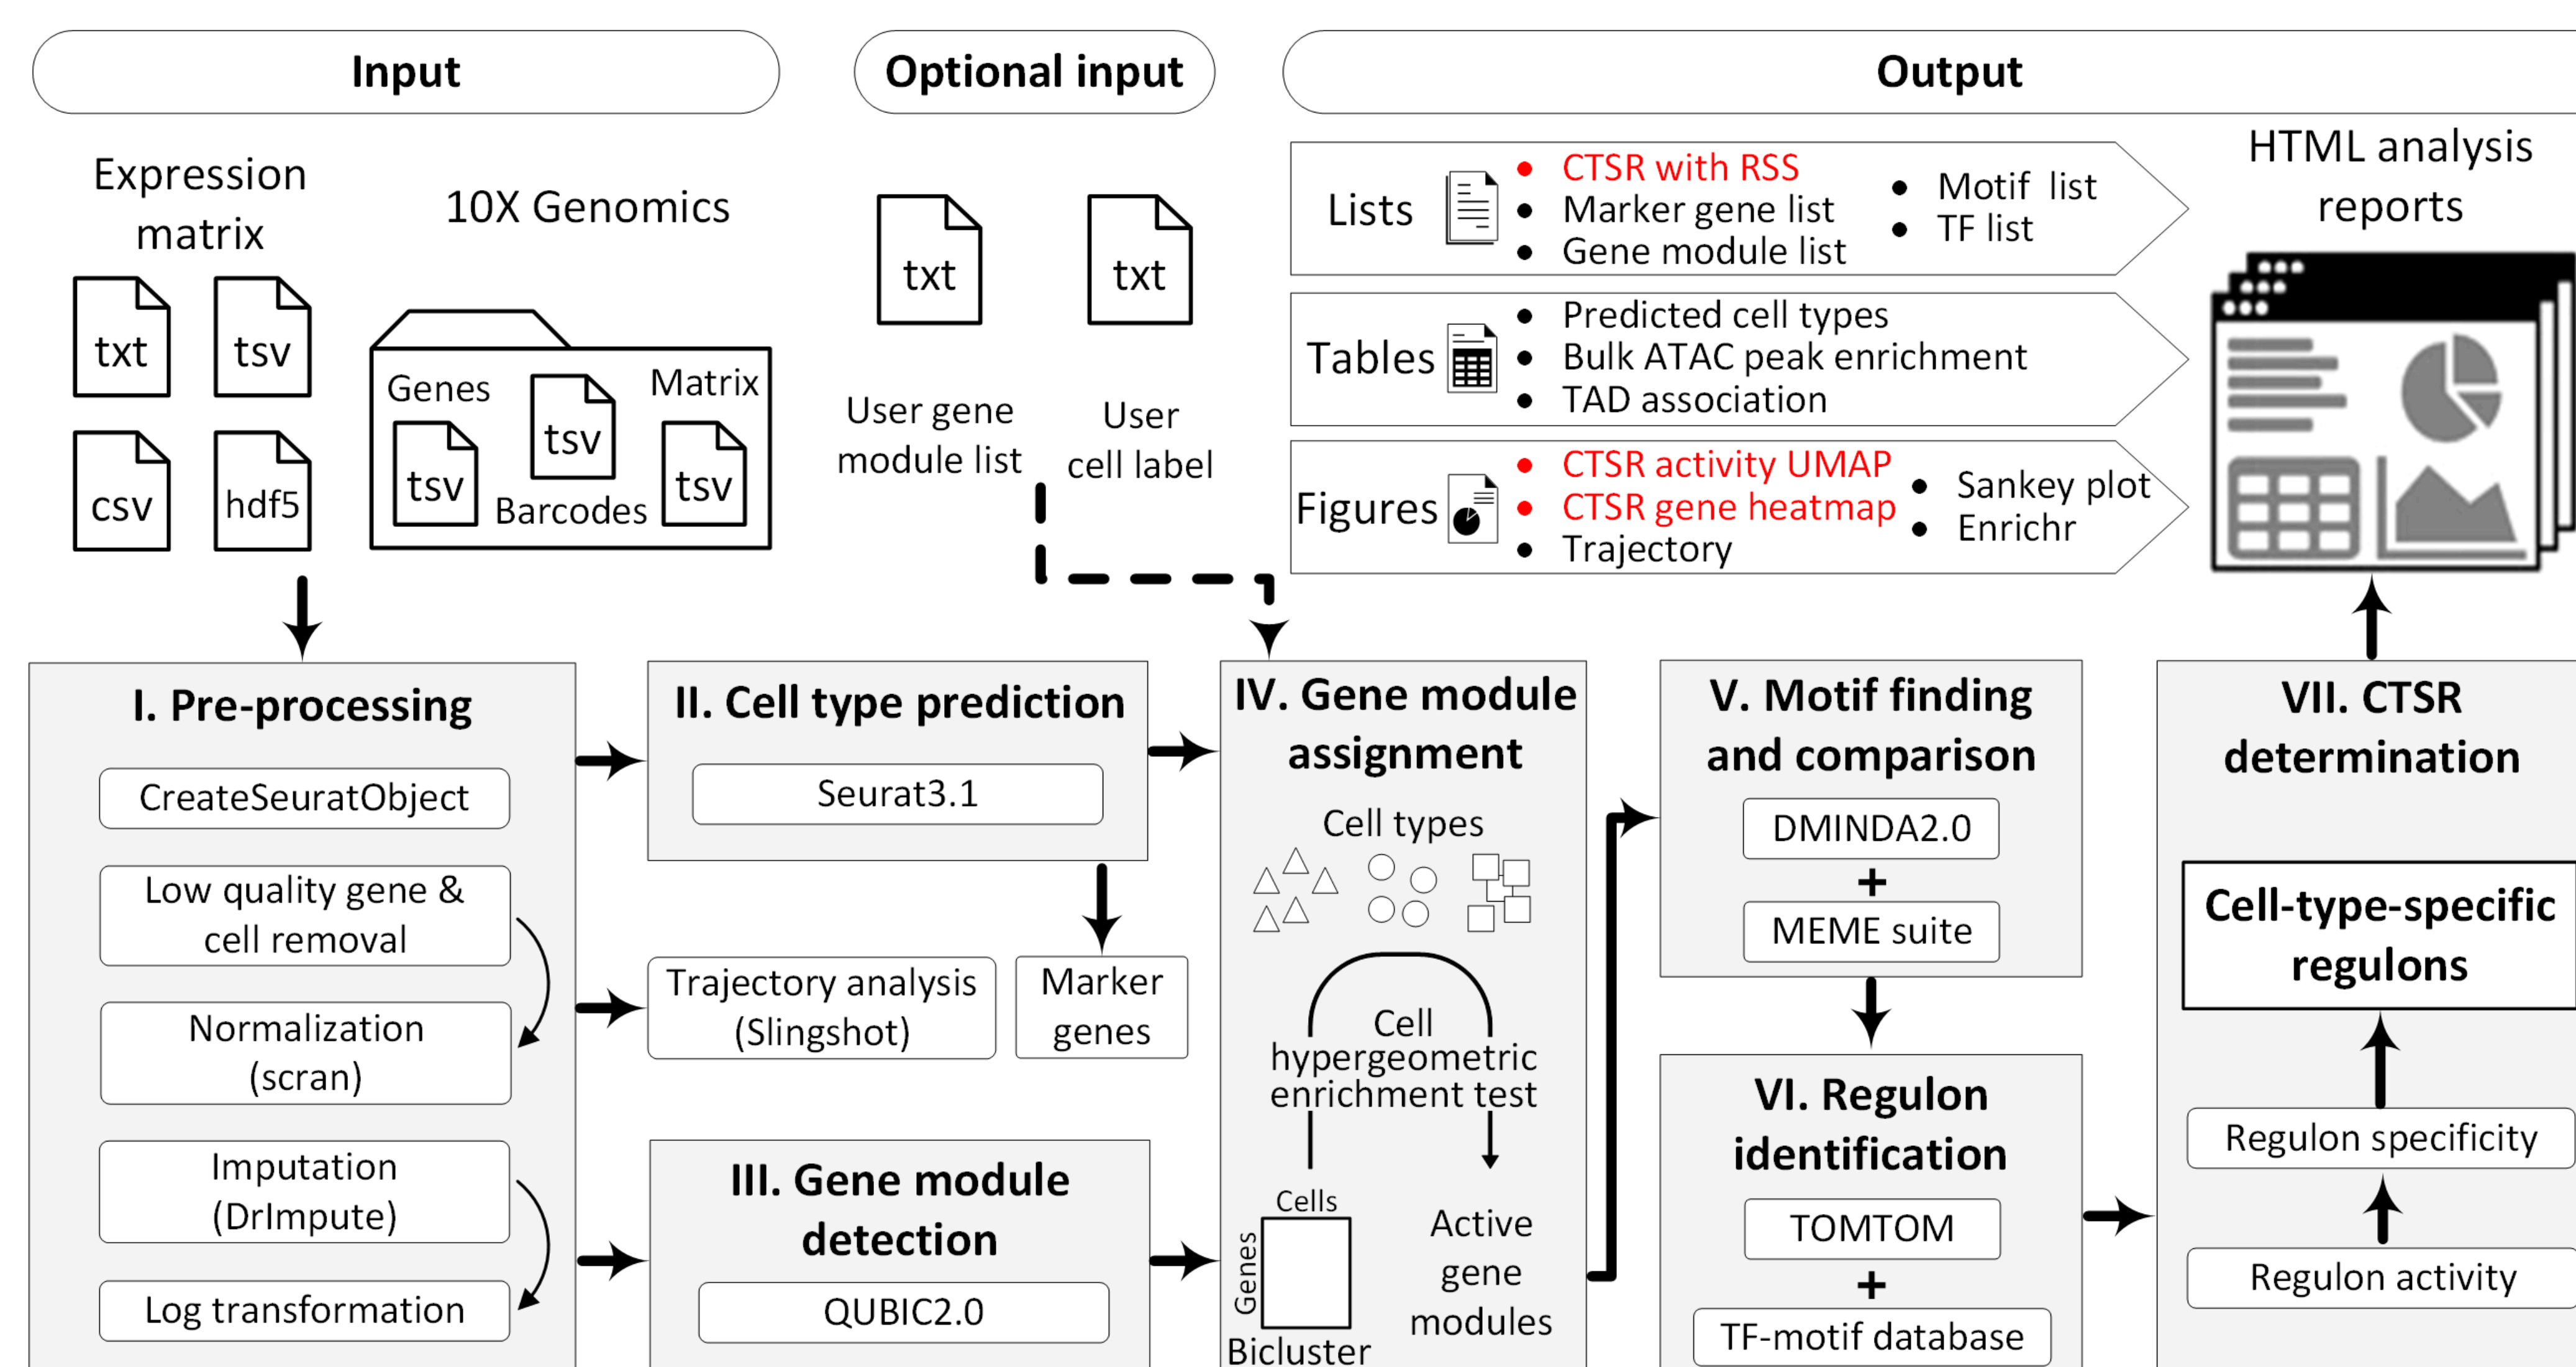 Input
Optional input
Output
Expression
matrix
txt
tsv
csv
hdf5
10X Genomics
Genes
tsv
tsv
Barcodes
Matrix
tsv
txt
User gene
module list
txt
User
cell label
Lists
CTSR with RSS
Marker gene list
Gene module list
Motif list
TF list
Tables
Predicted cell types
Bulk ATAC peak enrichment
TAD association
Figures
CTSR activity UMAP
CTSR gene heatmap
Trajectory
Sankey plot
Enrichr
HTML analysis
reports
I. Pre-processing
CreateSeuratObject
Low quality gene &
cell removal
Normalization
(scran)
Imputation
(DrImpute)
Log transformation
II. Cell type prediction
Seurat3.1
Trajectory analysis
(Slingshot)
Marker
genes
III. Gene module
detection
QUBIC2.0
IV. Gene module
assignment
Cell types
Cell
hypergeometric
enrichment test
Cells
Genes
Bicluster
Active
gene
modules
V. Motif finding
and comparison
DMINDA2.0
+
MEME suite
VI. Regulon
identification
TOMTOM
+
TF-motif database
VII. CTSR
determination
Cell-type-specific
regulons
Regulon specificity
Regulon activity